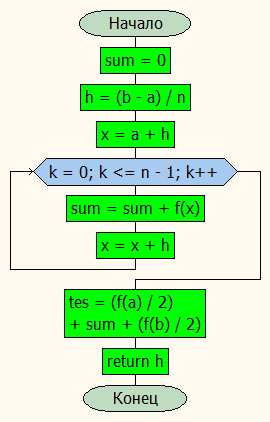 Начало
sum = 0
h = (b - a) / n
x = a + h
k = 0; k <= n - 1; k++
sum = sum + f(x)
x = x + h
tes = (f(a) / 2)
+ sum + (f(b) / 2)
return h
Конец